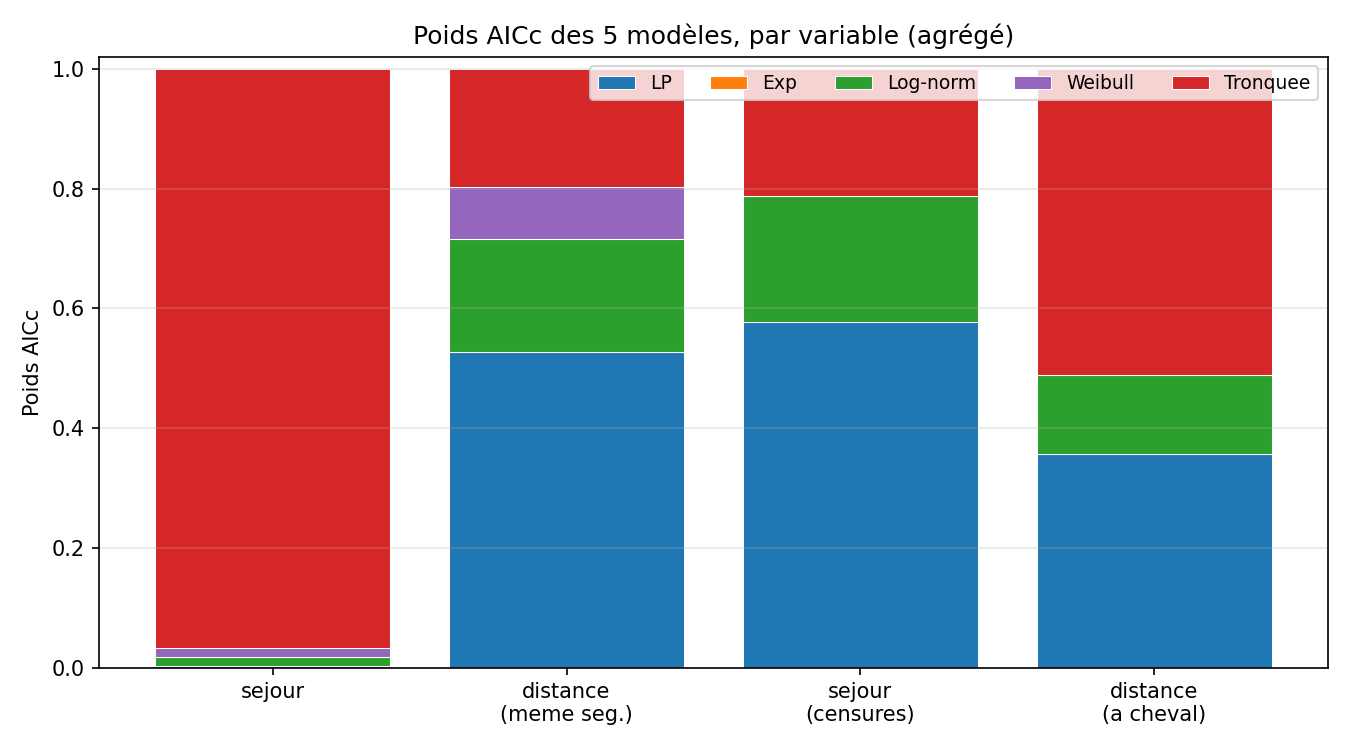 Poids AICc des 5 modèles, par variable (agrégé)
LP Exp Log-norm Weibull Tronquee
Poids AICc
1.0
0.8
0.6
0.4
0.2
0.0
sejour
distance
(meme seg.)
sejour
(censures)
distance
(a cheval)